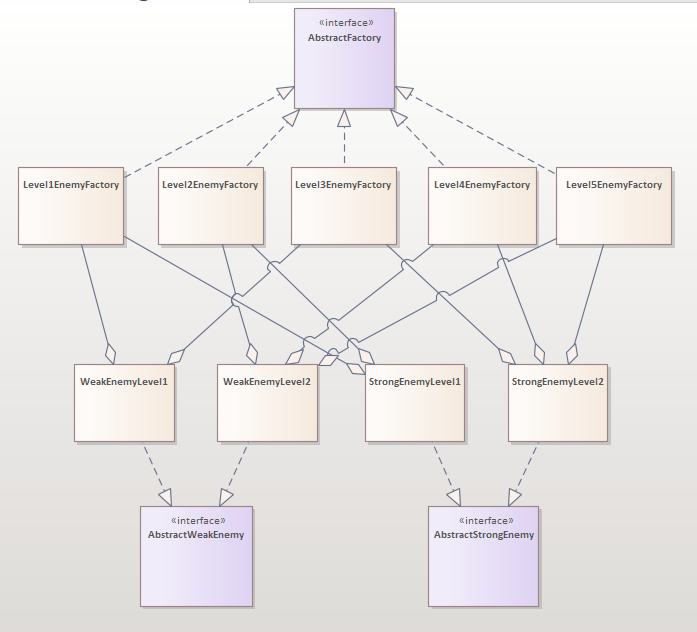 «interface»
AbstractFactory
Level1EnemyFactory
Level2EnemyFactory
Level3EnemyFactory
Level4EnemyFactory
Level5EnemyFactory
WeakEnemyLevel1
WeakEnemyLevel2
StrongEnemyLevel1
StrongEnemyLevel2
«interface»
AbstractWeakEnemy
«interface»
AbstractStrongEnemy